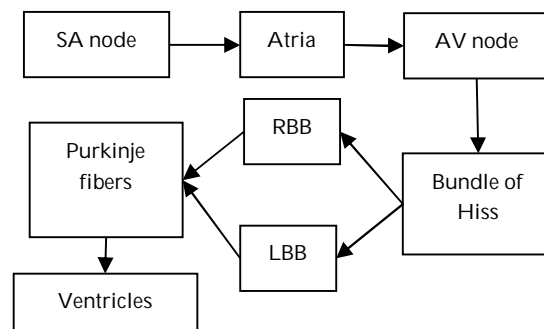 SA node
Atria
AV node
RBB
Purkinje
fibers
Bundle of
Hiss
LBB
Ventricles